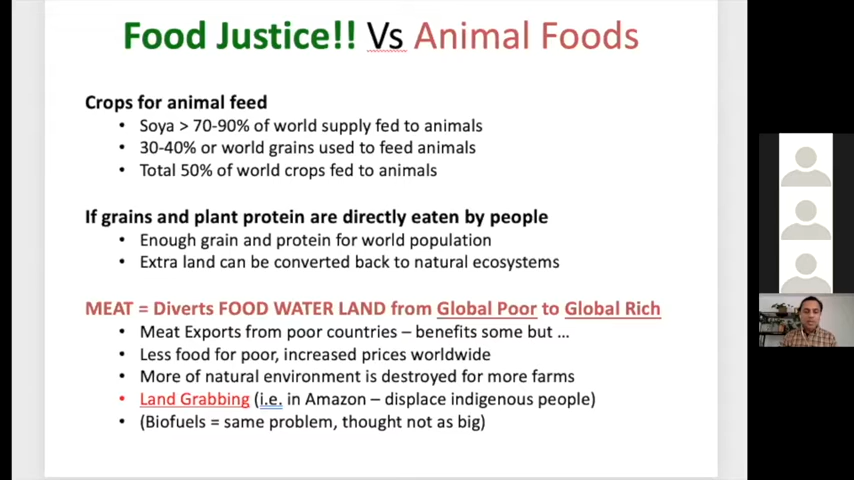 Food Justice!! Vs Animal Foods
Crops for animal feed
• Soya > 70-90% of world supply fed to animals
• 30-40% or world grains used to feed animals
• Total 50% of world crops fed to animals
If grains and plant protein are directly eaten by people
• Enough grain and protein for world population
• Extra land can be converted back to natural ecosystems
MEAT = Diverts FOOD WATER LAND from Global Poor to Global Rich
• Meat Exports from poor countries – benefits some but ...
• Less food for poor, increased prices worldwide
• More of natural environment is destroyed for more farms
• Land Grabbing (i.e. in Amazon – displace indigenous people)
• (Biofuels = same problem, thought not as big)